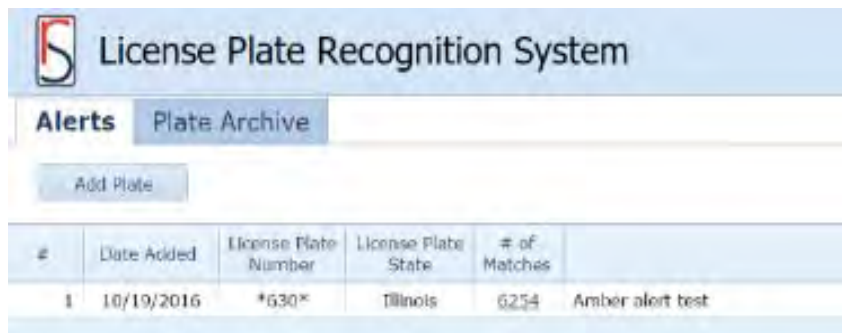 RS License Plate Recognition System
Alerts Plate Archive
Add Plate
# Date Added License Plate Number License Plate State # of Matches
1 10/19/2016 *630* Illinois 6254 Amber alert test